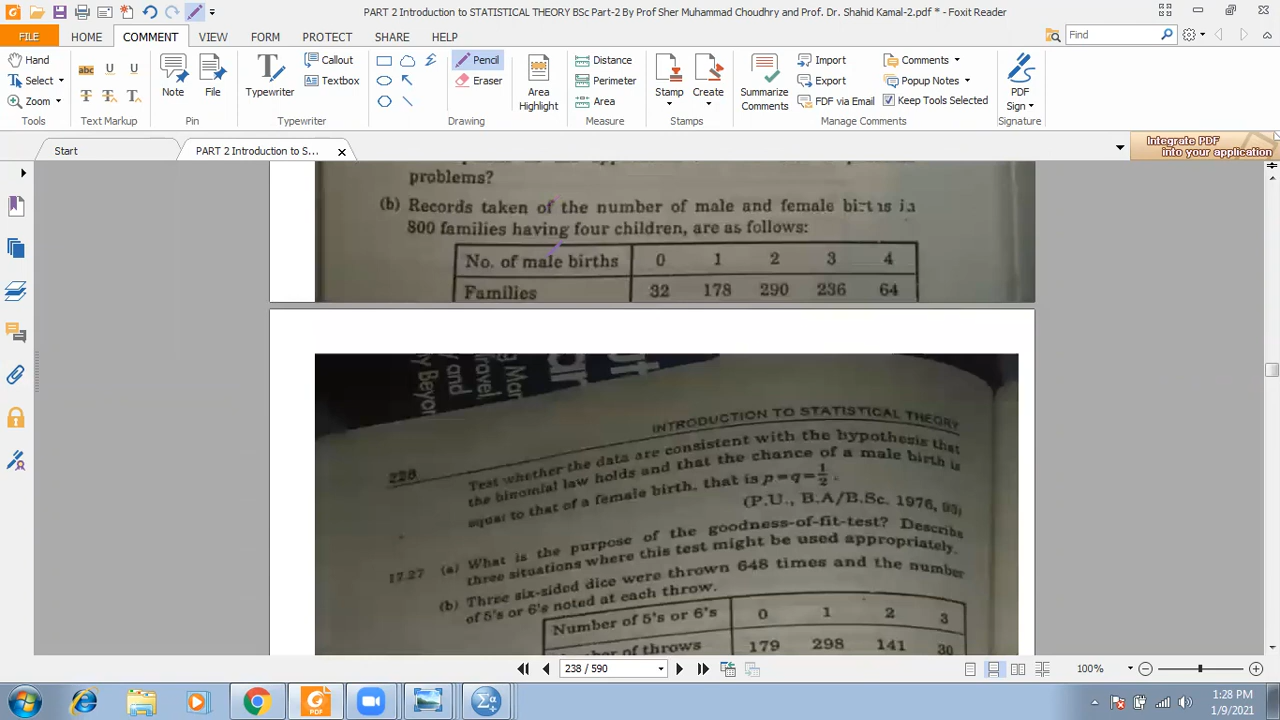 PART 2 Introduction to STATISTICAL THEORY BSc Part-2 By Prof Sher Muhammad Chaudhry and Prof. Dr. Shahid Kamal-2.pdf * - Foxit Reader
FILE HOME COMMENT VIEW FORM PROTECT SHARE HELP Find
Hand Select Zoom
Text Markup
Note File
Pin
Typewriter Callout Textbox
Typewriter
Pencil Eraser
Drawing
Area Highlight
Distance Perimeter Area
Measure
Stamp Create
Stamps
Summarize Comments
Import Export FDF via Email
Comments Popup Notes Keep Tools Selected
Manage Comments
PDF Sign
Signature
Start PART 2 Introduction to S...
Integrate PDF
into your application
problems?
(b) Records taken of the number of male and female births in
800 families having four children, are as follows:
No. of male births 0 1 2 3 4
Families 32 178 290 236 64
INTRODUCTION TO STATISTICAL THEORY
228
Test whether the data are consistent with the hypothesis that
the binomial law holds and that the chance of a male birth is
equal to that of a female birth, that is p=q=1/2.
(P.U., B.A/B.Sc. 1976, 93)
17.27 (a) What is the purpose of the goodness-of-fit-test? Describe
three situations where this test might be used appropriately.
(b) Three six-sided dice were thrown 648 times and the number
of 5's or 6's noted at each throw.
Number of 5's or 6's 0 1 2 3
of throws 179 298 141 30
238 / 590
100%
1:28 PM
1/9/2021